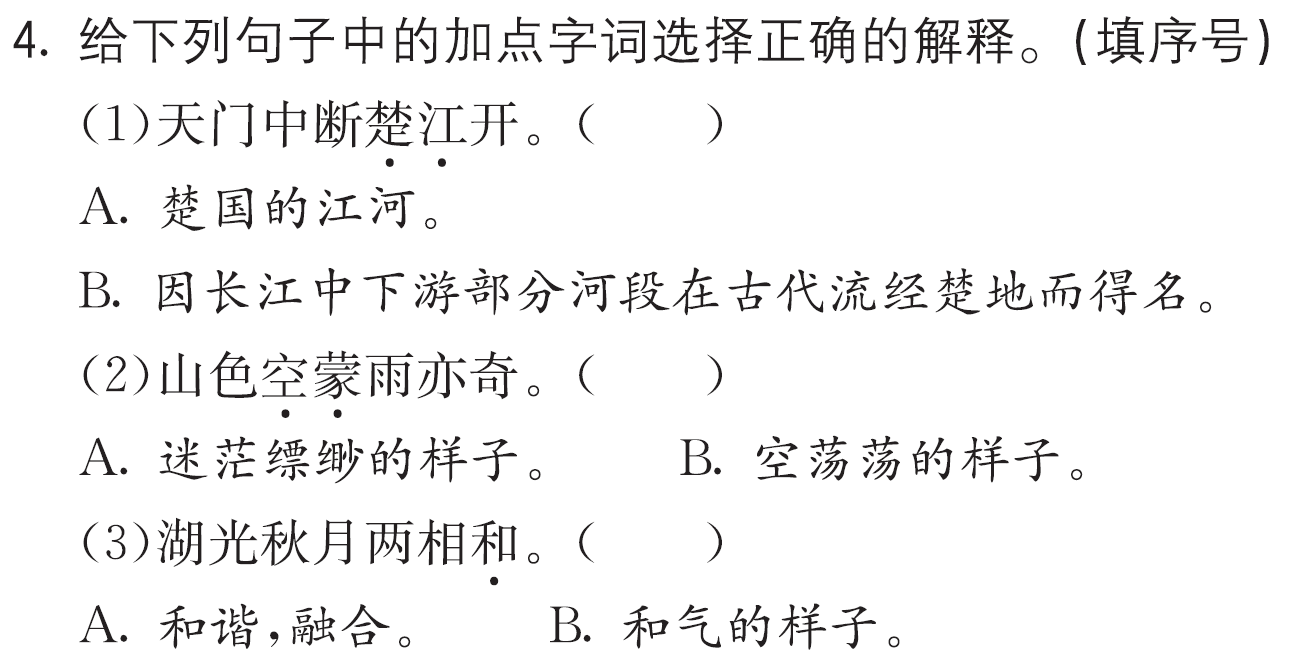 4. 给下列句子中的加点字词选择正确的解释。(填序号)
(1)天门中断楚江开。(　　)
A. 楚国的江河。
B. 因长江中下游部分河段在古代流经楚地而得名。
(2)山色空蒙雨亦奇。(　　)
A. 迷茫缥缈的样子。　　B. 空荡荡的样子。
(3)湖光秋月两相和。(　　)
A. 和谐,融合。　　B. 和气的样子。